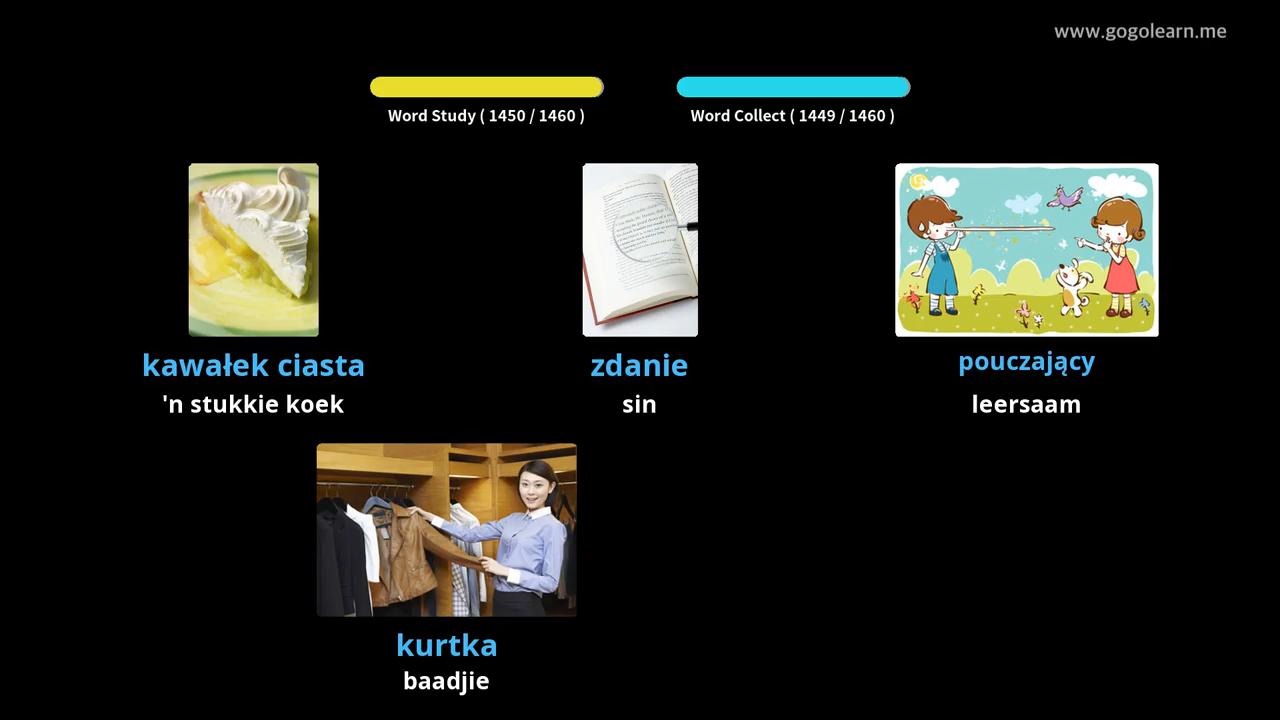 www.gogolearn.me
Word Study ( 1450 / 1460 )
Word Collect ( 1449 / 1460 )
kawałek ciasta
'n stukkie koek
zdanie
sin
pouczający
leersaam
kurtka
baadjie